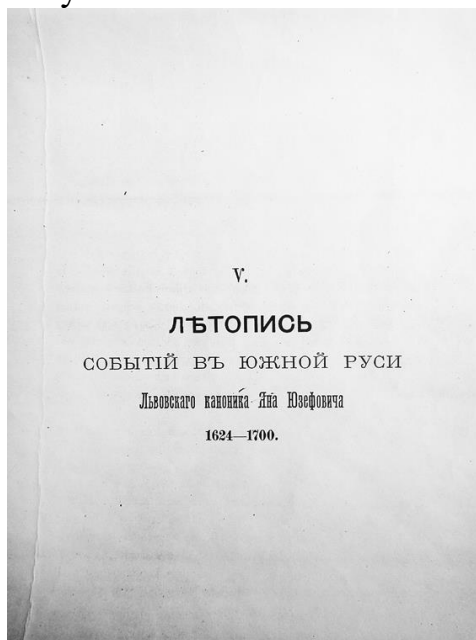 V.
ЛѢТОПИСЬ
СОБЫТІЙ ВЪ ЮЖНОЙ РУСИ
Львовскаго каноника Яна Юзефовича
1624—1700.